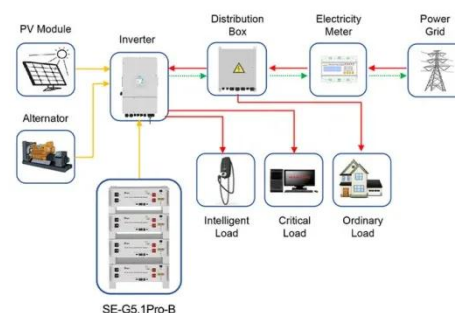 PV Module
Inverter
Distribution
Box
Electricity
Meter
Power
Grid
Alternator
Intelligent
Load
Critical
Load
Ordinary
Load
SE-G5.1Pro-B